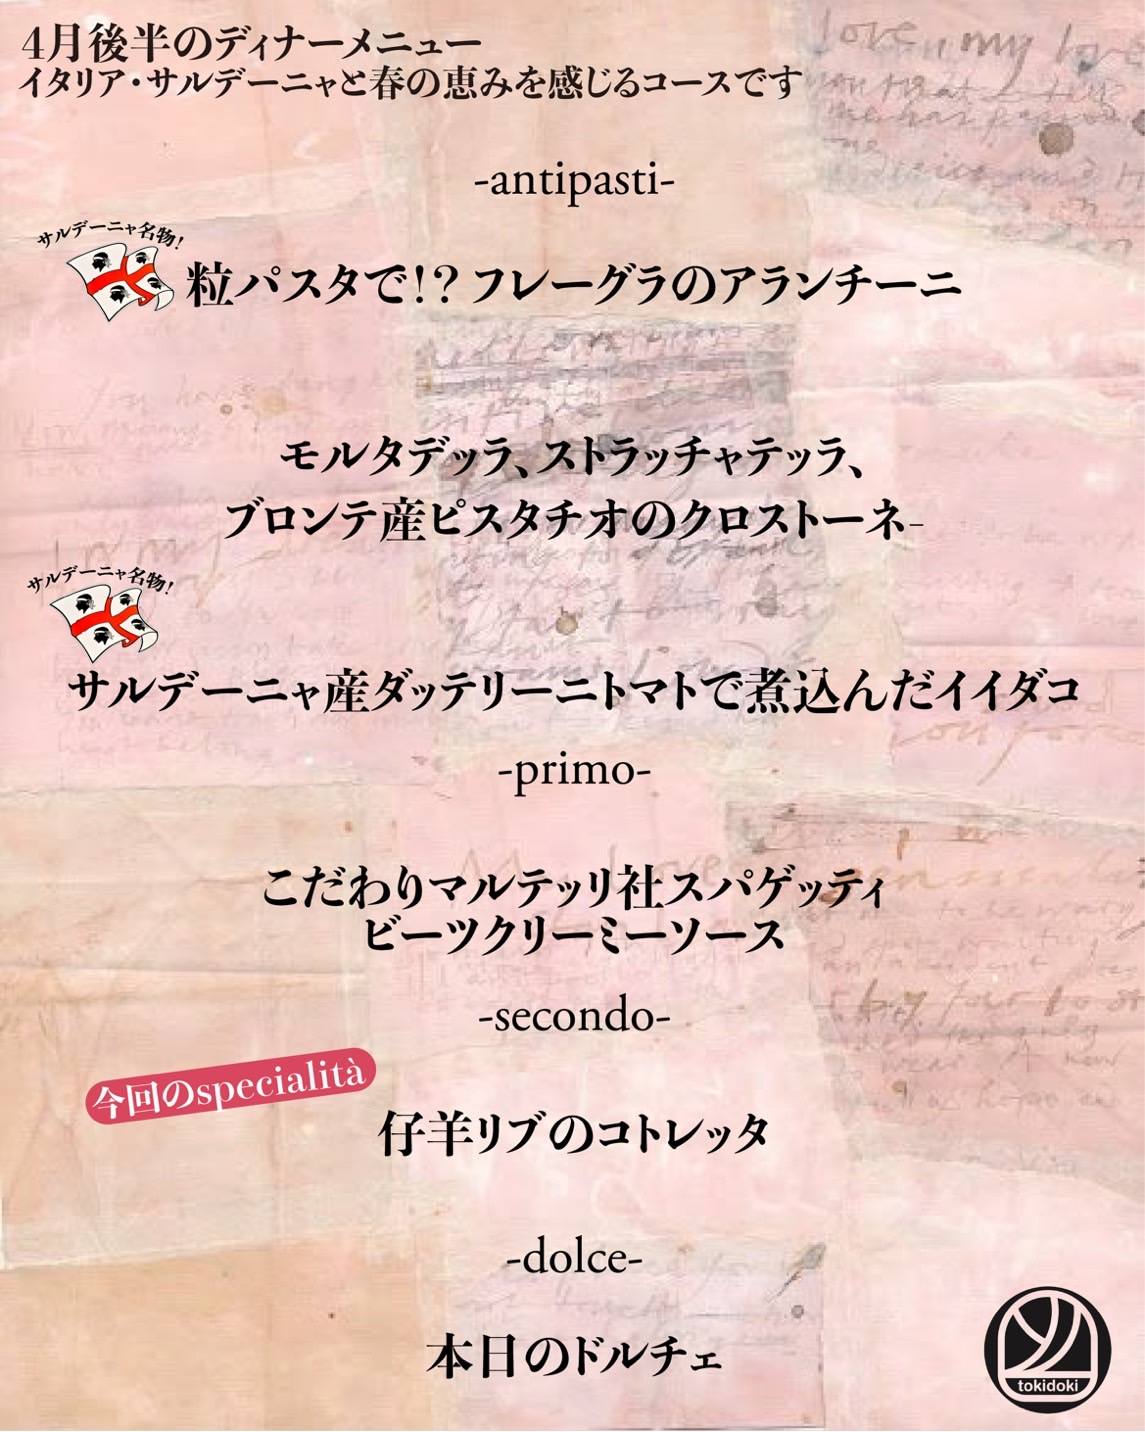 4月後半のディナーメニュー
イタリア・サルデーニャと春の恵みを感じるコースです
-antipasti-
サルデーニャ名物!
粒パスタで!?フレーグラのアランチーニ
モルタデッラ、ストラッチャテッラ、
ブロンテ産ピスタチオのクロストーネ-
サルデーニャ名物!
サルデーニャ産ダッテリーニトマトで煮込んだイイダコ
-primo-
こだわりマルテッリ社スパゲッティ
ビーツクリーミーソース
-secondo-
今回のspecialità
仔羊リブのコトレッタ
-dolce-
本日のドルチェ
tokidoki